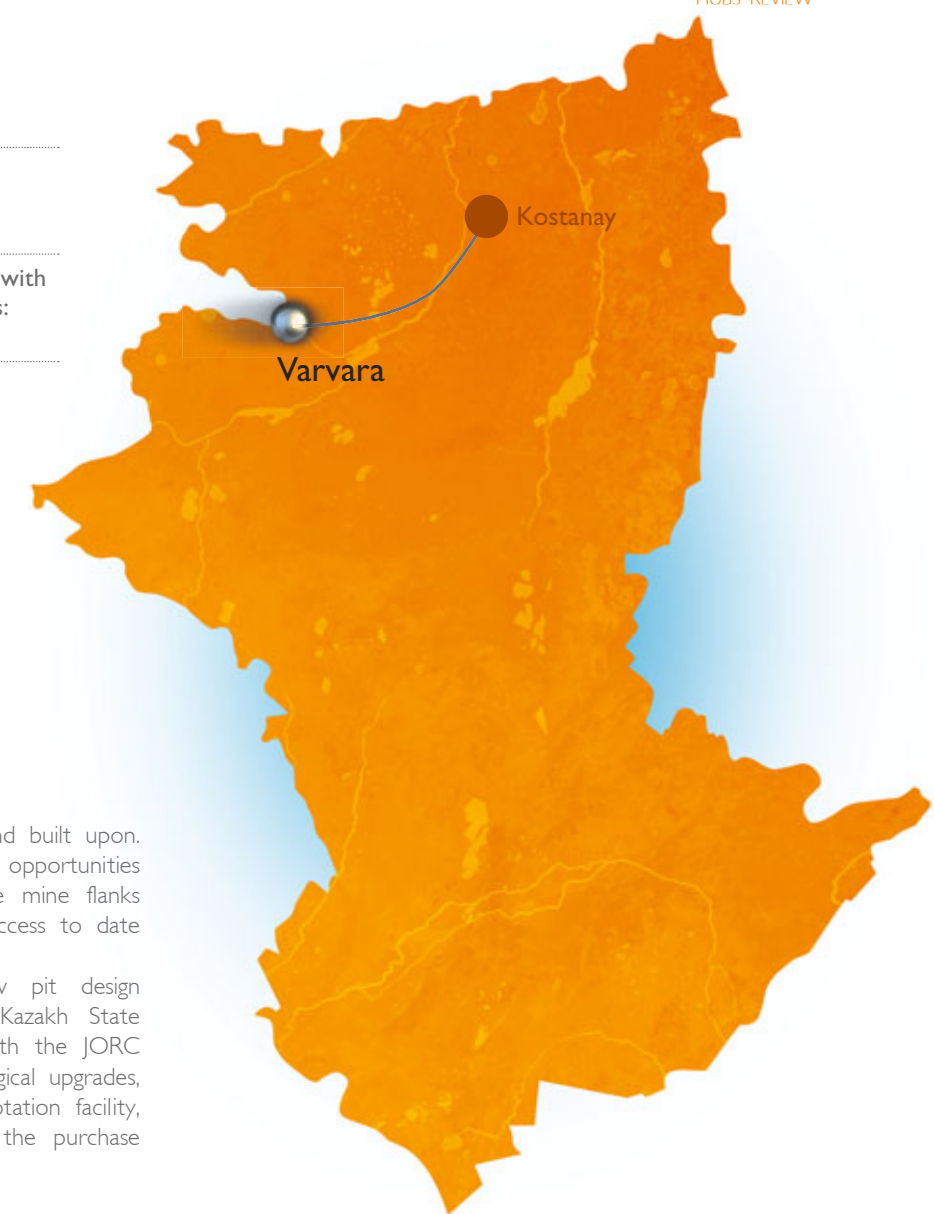 with
s:
Kostanay
Varvara
nd built upon.
opportunities
e mine flanks
ccess to date
pit design
Kazakh State
th the JORC
gical upgrades,
otation facility,
the purchase